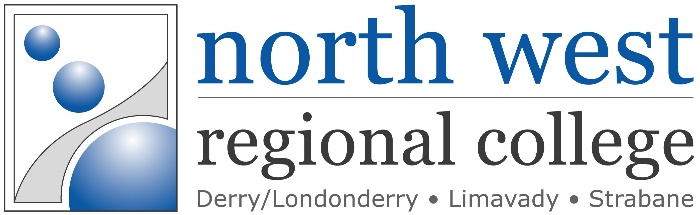 north west
regional college
Derry/Londonderry • Limavady • Strabane